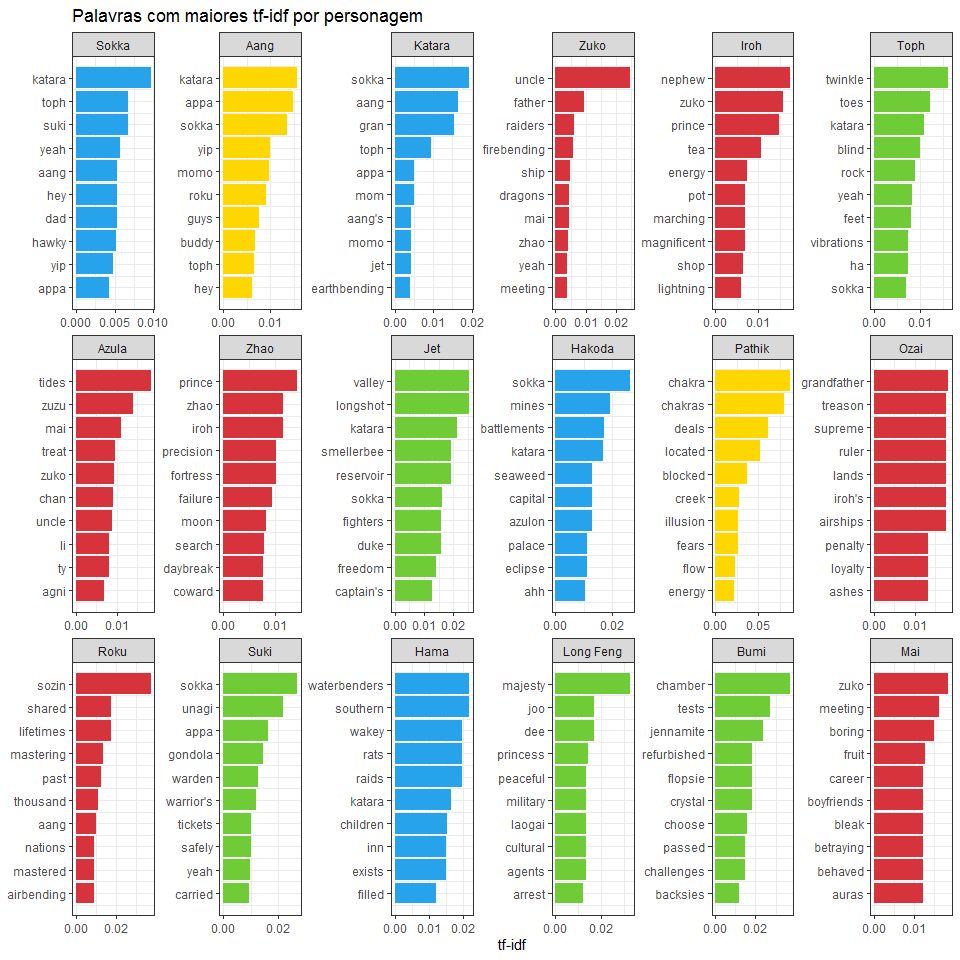 Palavras com maiores tf-idf por personagem
Sokka
katara
toph
suki
yeah
aang
hey
dad
hawky
yip
appa
0.000 0.005 0.010
Aang
katara
appa
sokka
yip
momo
roku
guys
buddy
toph
hey
0.00 0.01
Katara
sokka
aang
gran
toph
appa
mom
aang's
momo
jet
earthbending
0.00 0.01 0.02
Zuko
uncle
father
raiders
firebending
ship
dragons
mai
zhao
yeah
meeting
0.00 0.01 0.02
Iroh
nephew
zuko
prince
tea
energy
pot
marching
magnificent
shop
lightning
0.00 0.01
Toph
twinkle
toes
katara
blind
rock
yeah
feet
vibrations
ha
sokka
0.00 0.01
Azula
tides
zuzu
mai
treat
zuko
chan
uncle
li
ty
agni
0.00 0.01
Zhao
prince
zhao
iroh
precision
fortress
failure
moon
search
daybreak
coward
0.00 0.01
Jet
valley
longshot
katara
smellerbee
reservoir
sokka
fighters
duke
freedom
captain's
0.00 0.01 0.02
Hakoda
sokka
mines
battlements
katara
seaweed
capital
azulon
palace
eclipse
ahh
0.00 0.02
Pathik
chakra
chakras
deals
located
blocked
creek
illusion
fears
flow
energy
0.00 0.05
Ozai
grandfather
treason
supreme
ruler
lands
iroh's
airships
penalty
loyalty
ashes
0.00 0.01
Roku
sozin
shared
lifetimes
mastering
past
thousand
aang
nations
mastered
airbending
0.00 0.02
Suki
sokka
unagi
appa
gondola
warden
warrior's
tickets
safely
yeah
carried
0.00 0.02
Hama
waterbenders
southern
wakey
rats
raids
katara
children
inn
exists
filled
0.00 0.01 0.02
Long Feng
majesty
joo
dee
princess
peaceful
military
laogai
cultural
agents
arrest
0.00 0.02
Bumi
chamber
tests
jennamite
refurbished
flopsie
crystal
choose
passed
challenges
backsies
0.00 0.02
Mai
zuko
meeting
boring
fruit
career
boyfriends
bleak
betraying
behaved
auras
0.00 0.01
tf-idf